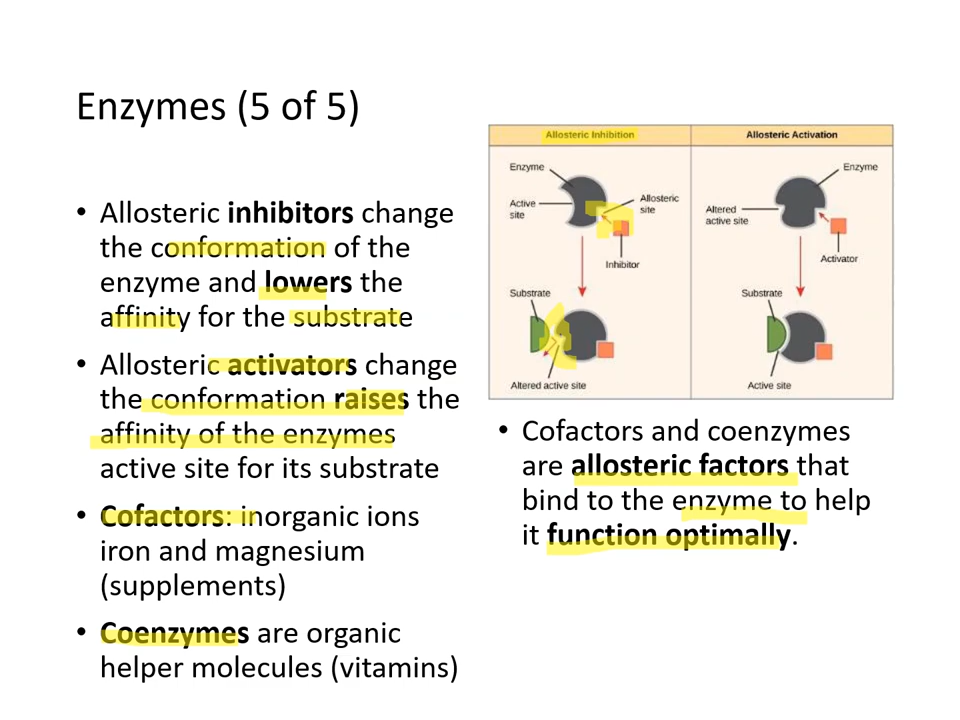 Enzymes (5 of 5)
• Allosteric inhibitors change
the conformation of the
enzyme and lowers the
affinity for the substrate
• Allosteric activators change
the conformation raises the
affinity of the enzymes
active site for its substrate
• Cofactors: inorganic ions
iron and magnesium
(supplements)
• Coenzymes are organic
helper molecules (vitamins)
Allosteric Inhibition
Enzyme
Active
site
Allosteric
site
Inhibitor
Substrate
Altered active site
Allosteric Activation
Enzyme
Altered
active site
Activator
Substrate
Active site
• Cofactors and coenzymes
are allosteric factors that
bind to the enzyme to help
it function optimally.